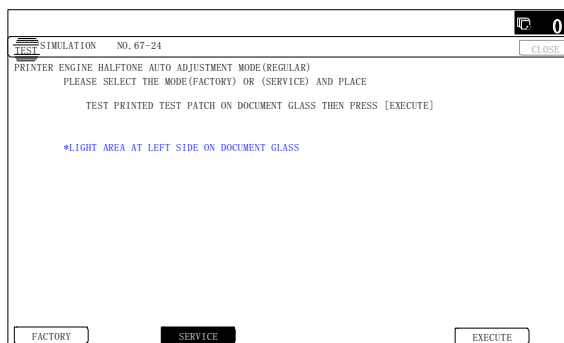 0
TEST SIMULATION NO. 67-24 CLOSE
PRINTER ENGINE HALFTONE AUTO ADJUSTMENT MODE(REGULAR)
PLEASE SELECT THE MODE(FACTORY) OR (SERVICE) AND PLACE
TEST PRINTED TEST PATCH ON DOCUMENT GLASS THEN PRESS [EXECUTE]
*LIGHT AREA AT LEFT SIDE ON DOCUMENT GLASS
FACTORY SERVICE EXECUTE